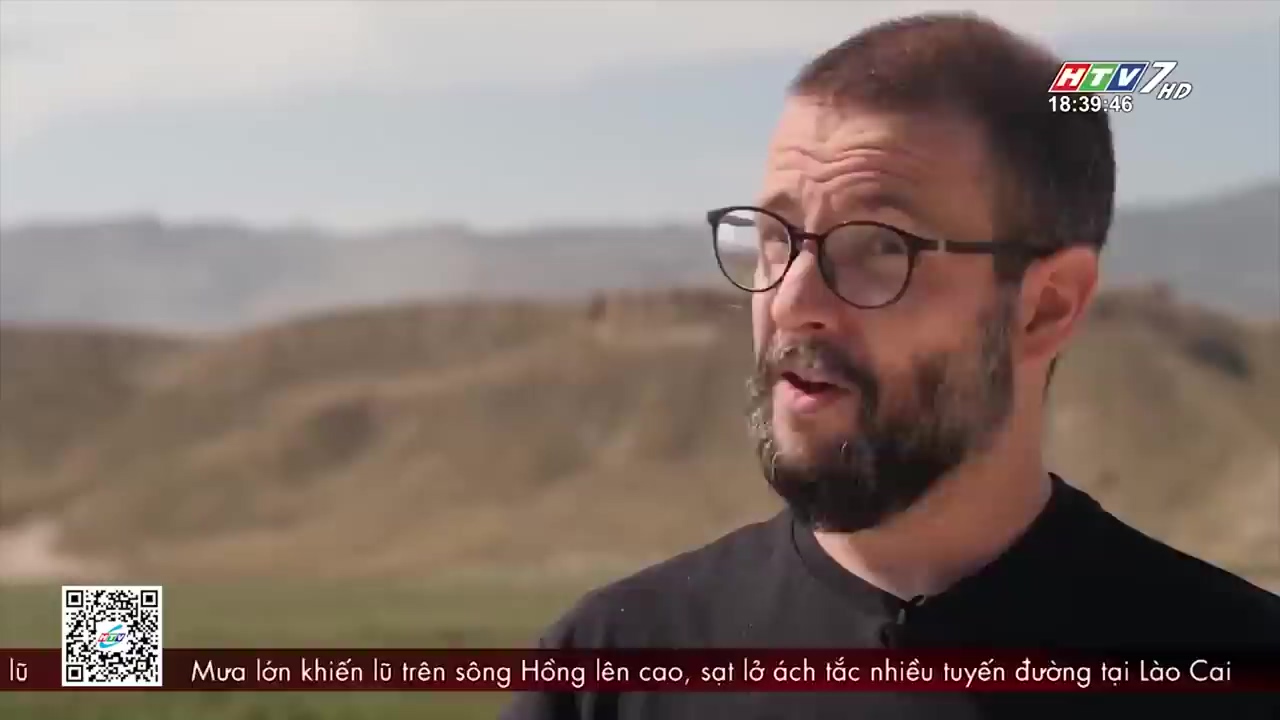 HTV7 HD
18:39:46
HTV
lũ
Mưa lớn khiến lũ trên sông Hồng lên cao, sạt lở ách tắc nhiều tuyến đường tại Lào Cai